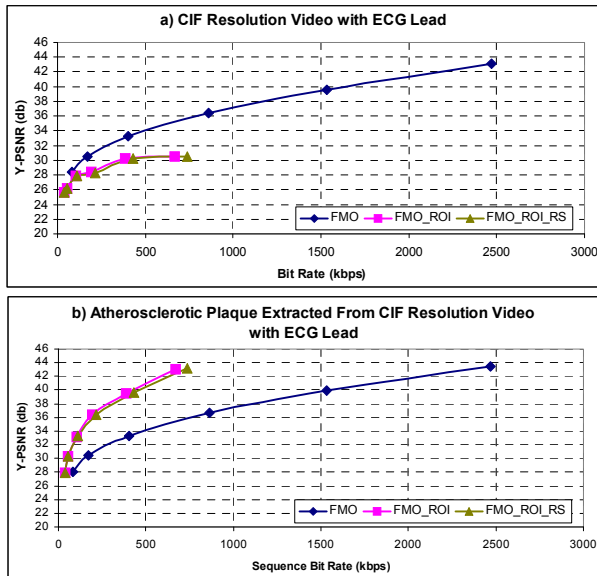 a) CIF Resolution Video with ECG Lead
46
44
42
40
38
36
34
32
30
28
26
24
22
20
Y-PSNR (db)
FMO FMO_ROI FMO_ROI_RS
0 500 1000 1500 2000 2500 3000
Bit Rate (kbps)
b) Atherosclerotic Plaque Extracted From CIF Resolution Video
with ECG Lead
46
44
42
40
38
36
34
32
30
28
26
24
22
20
Y-PSNR (db)
FMO FMO_ROI FMO_ROI_RS
0 500 1000 1500 2000 2500 3000
Sequence Bit Rate (kbps)